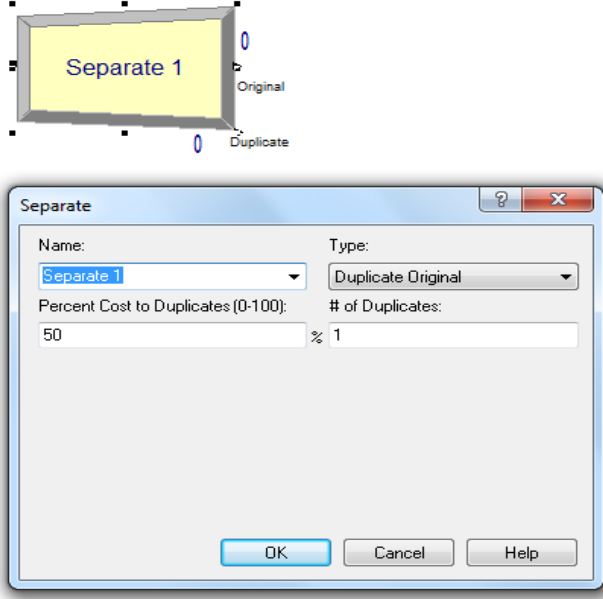 0
Separate 1
Original
0
Duplicate
Separate
Name:
Type:
Separate 1
Duplicate Original
Percent Cost to Duplicates (0-100):
# of Duplicates:
50
% 1
OK
Cancel
Help